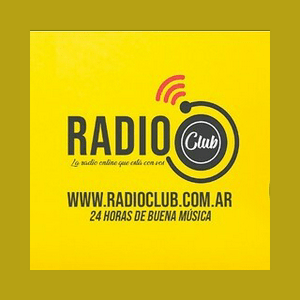 RADIO Club
La radio online que está con vos
WWW.RADIOCLUB.COM.AR
24 HORAS DE BUENA MÚSICA